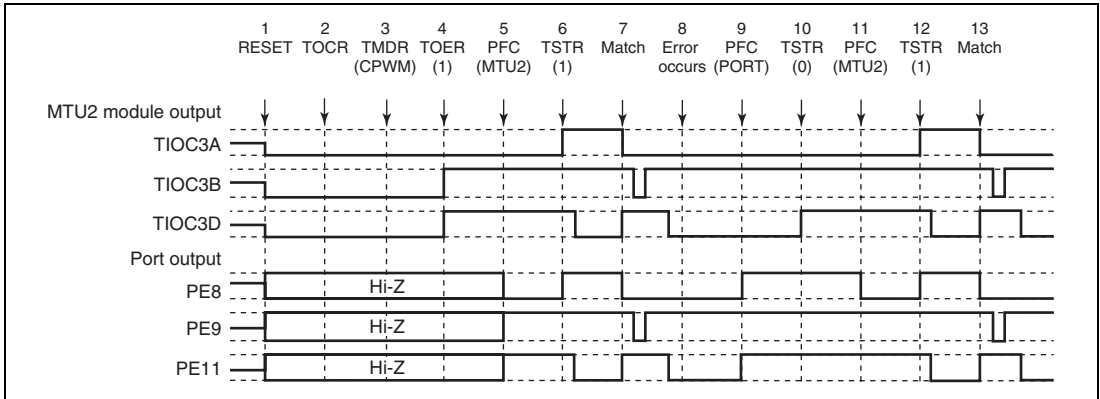 1 2 3 4 5 6 7 8 9 10 11 12 13
RESET TOCR TMDR TOER PFC TSTR Match Error PFC TSTR PFC TSTR Match
(CPWM) (1) (MTU2) (1) occurs (PORT) (0) (MTU2) (1)
MTU2 module output
TIOC3A
TIOC3B
TIOC3D
Port output
PE8 Hi-Z
PE9 Hi-Z
PE11 Hi-Z